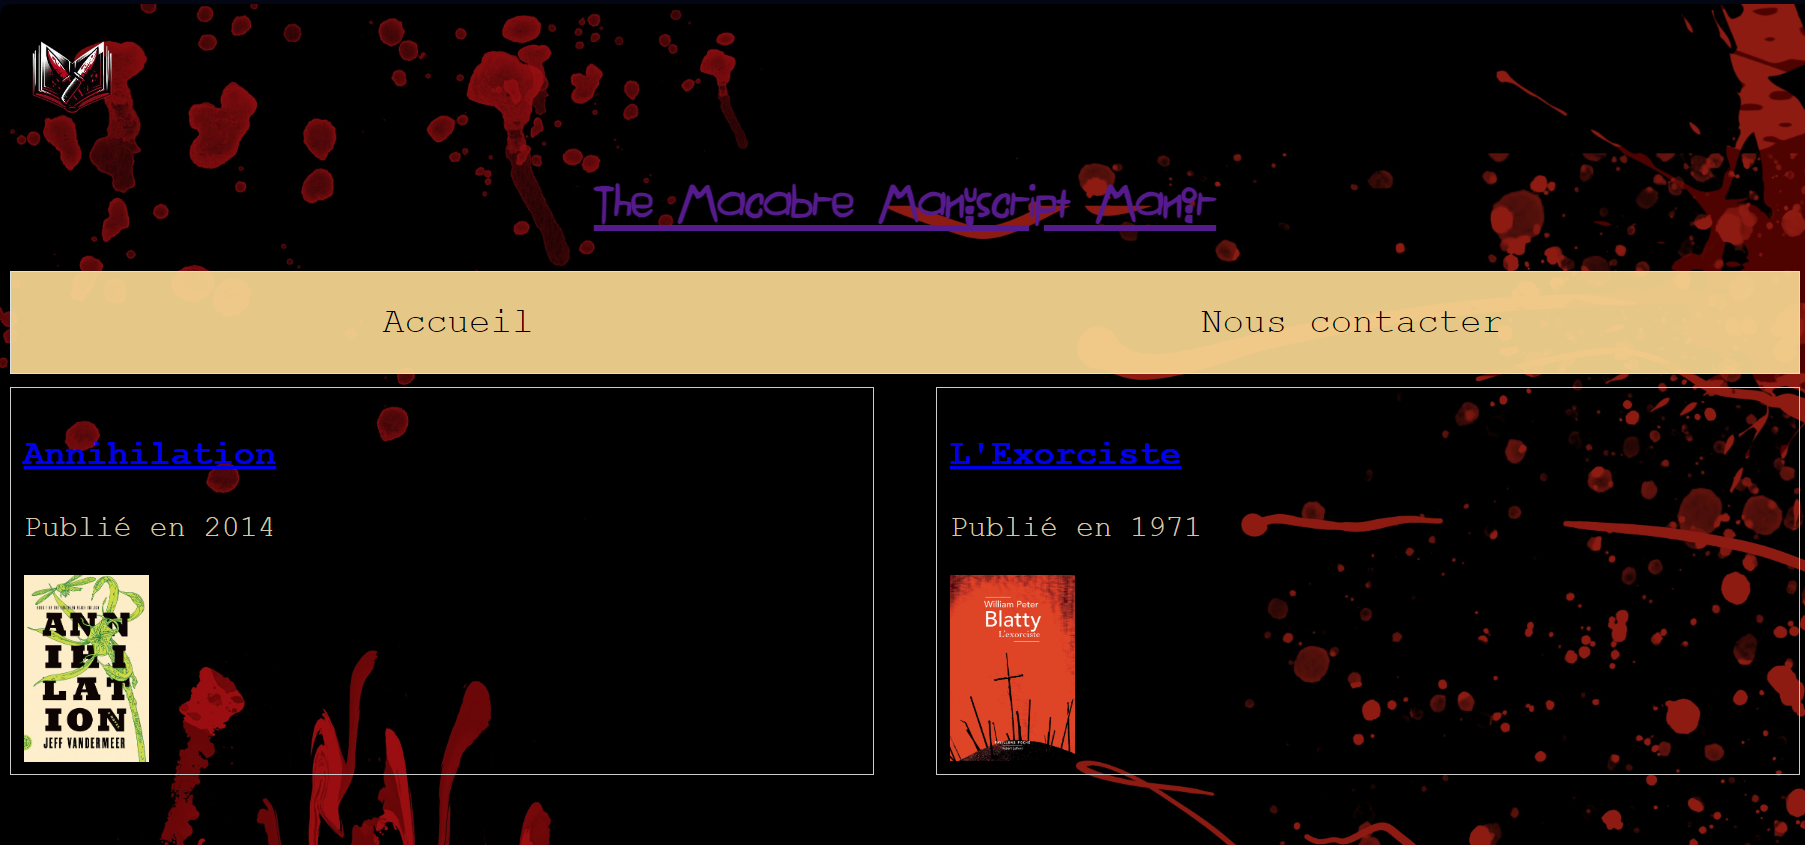 The Macabre Manuscript Manor
Accueil
Nous contacter
Annihilation
Publié en 2014
ANN
IHI
LAT
ION
JEFF VANDERMEER
L'Exorciste
Publié en 1971
William Peter
Blatty
L'exorciste